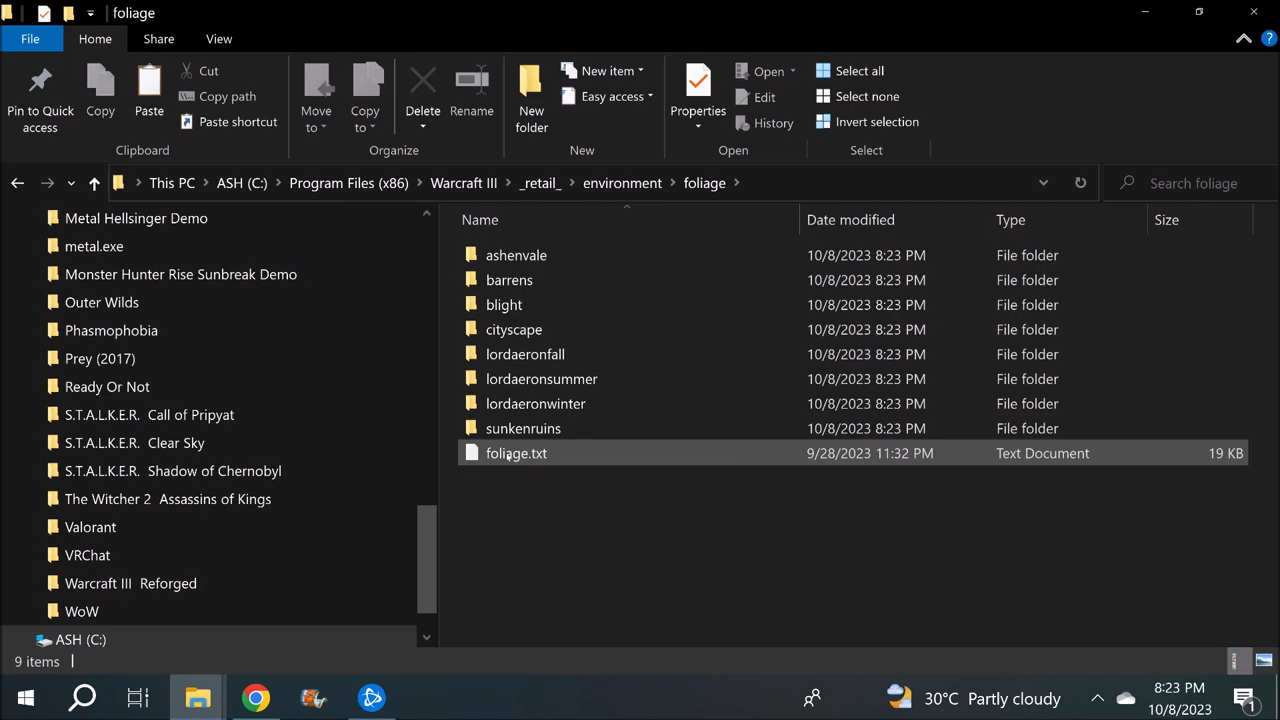 foliage
File
Home
Share
View
Pin to Quick
access
Copy
Paste
Cut
Copy path
Paste shortcut
Clipboard
Move
to
Copy
to
Delete
Rename
Organize
New
folder
New item
Easy access
New
Properties
Open
Edit
History
Open
Select all
Select none
Invert selection
Select
This PC > ASH (C:) > Program Files (x86) > Warcraft III > _retail_ > environment > foliage >
Search foliage
Metal Hellsinger Demo
metal.exe
Monster Hunter Rise Sunbreak Demo
Outer Wilds
Phasmophobia
Prey (2017)
Ready Or Not
S.T.A.L.K.E.R. Call of Pripyat
S.T.A.L.K.E.R. Clear Sky
S.T.A.L.K.E.R. Shadow of Chernobyl
The Witcher 2 Assassins of Kings
Valorant
VRChat
Warcraft III Reforged
WoW
ASH (C:)
Name Date modified Type Size
ashenvale 10/8/2023 8:23 PM File folder
barrens 10/8/2023 8:23 PM File folder
blight 10/8/2023 8:23 PM File folder
cityscape 10/8/2023 8:23 PM File folder
lordaeronfall 10/8/2023 8:23 PM File folder
lordaeronsummer 10/8/2023 8:23 PM File folder
lordaeronwinter 10/8/2023 8:23 PM File folder
sunkenruins 10/8/2023 8:23 PM File folder
foliage.txt 9/28/2023 11:32 PM Text Document 19 KB
9 items
30°C Partly cloudy
8:23 PM
10/8/2023
1